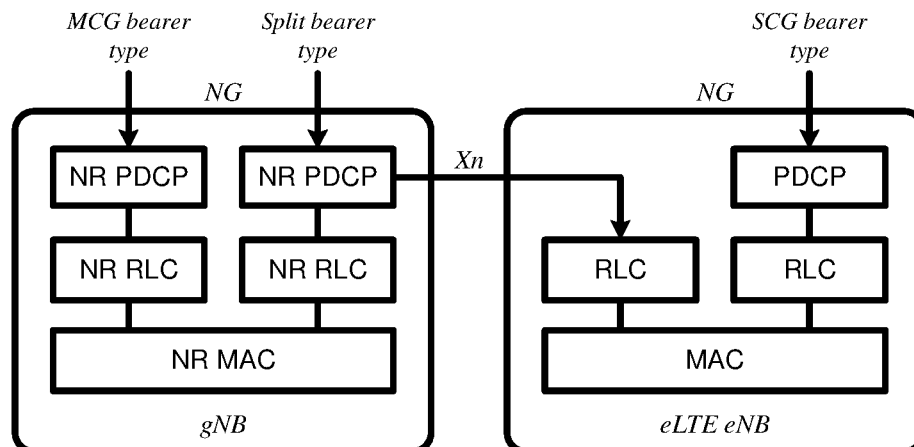 MCG bearer
type
Split bearer
type
SCG bearer
type
NG
NG
NR PDCP
NR PDCP
Xn
PDCP
NR RLC
NR RLC
RLC
RLC
NR MAC
MAC
gNB
eLTE eNB